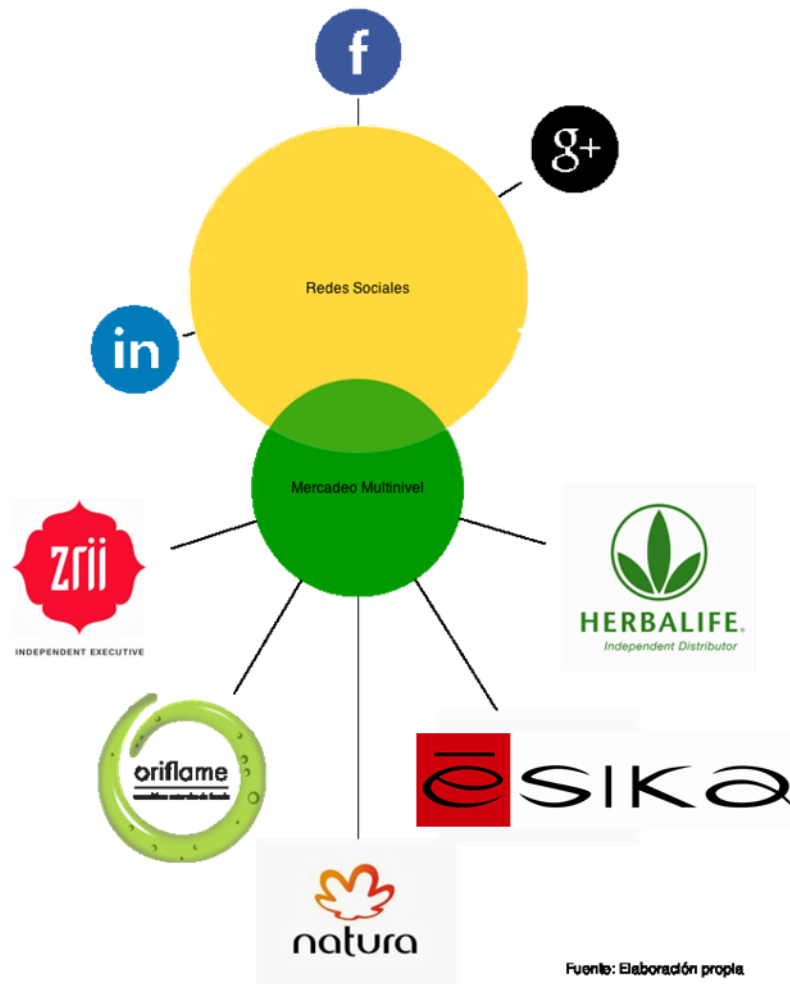 f
g+
Redes Sociales
in
Mercadeo Multinivel
zrii
INDEPENDENT EXECUTIVE
HERBALIFE.
Independent Distributor
oriflame
ēsika
natura
Fuente: Elaboración propia